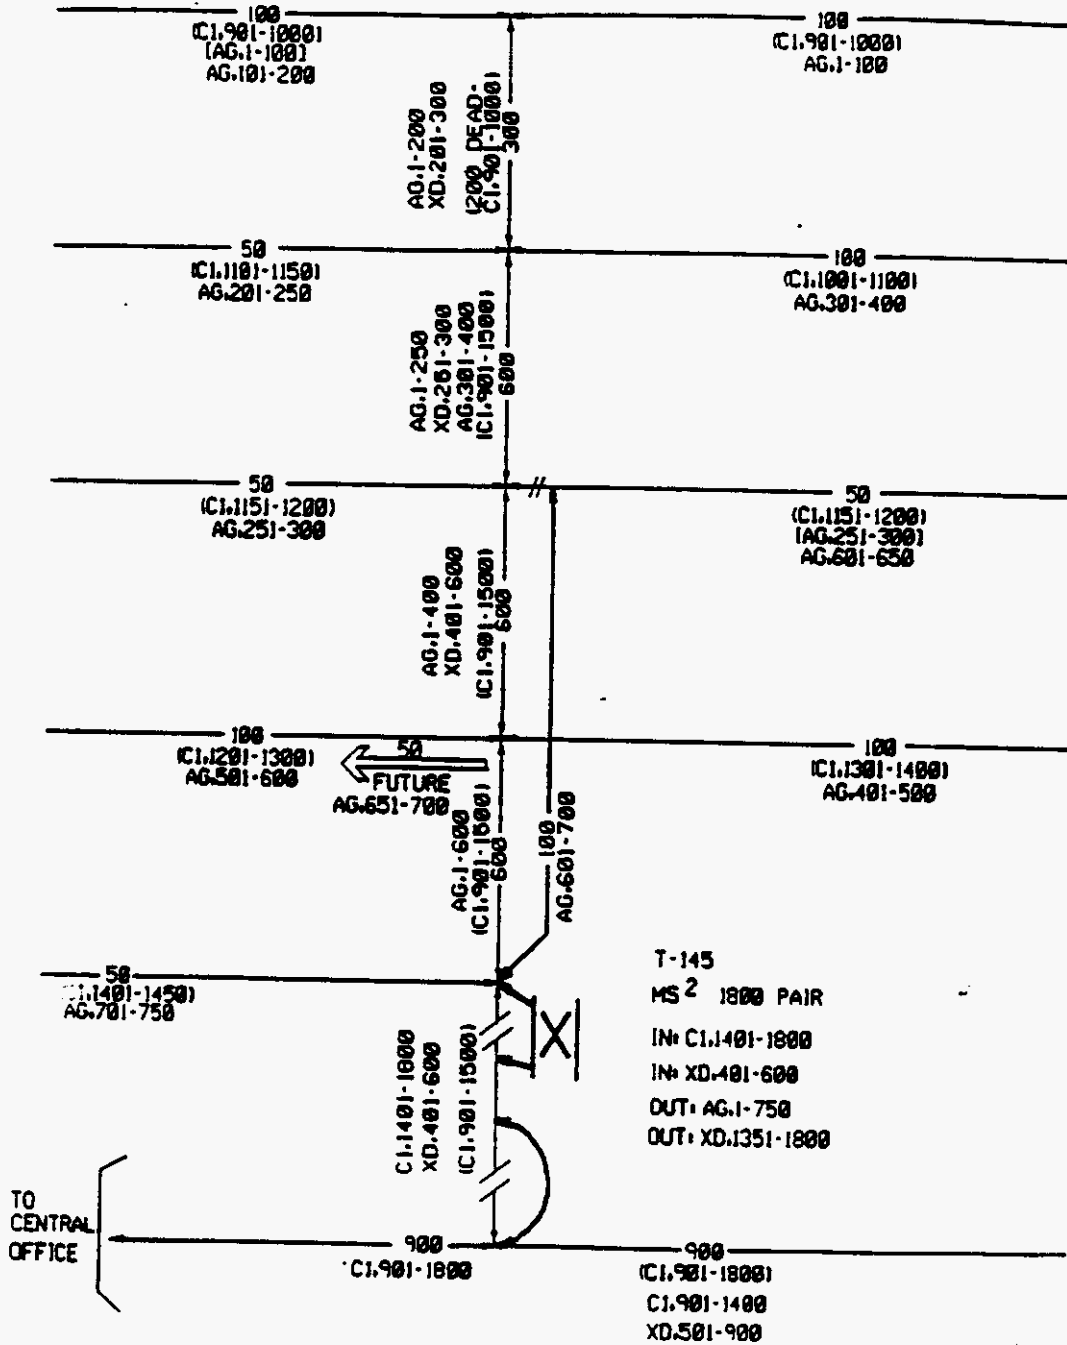 100
(C1.901-1000)
[AG.1-100]
AG.101-200
100
(C1.901-1000)
AG.1-100
AG.1-200
XD.201-300
(200 DEAD-
C1.901-1000)
300
50
(C1.1101-1150)
AG.201-250
100
(C1.1001-1100)
AG.301-400
AG.1-250
XD.251-300
AG.301-400
(C1.901-1500)
600
50
(C1.1151-1200)
AG.251-300
50
(C1.1151-1200)
[AG.251-300]
AG.601-650
AG.1-400
XD.401-600
(C1.901-1500)
600
100
(C1.1201-1300)
AG.501-600
50
FUTURE
AG.651-700
100
(C1.1301-1400)
AG.401-500
AG.1-600
(C1.901-1500)
600
100
AG.601-700
50
(C1.1401-1450)
AG.701-750
T-145
MS2 1800 PAIR
IN: C1.1401-1800
IN: XD.401-600
OUT: AG.1-750
OUT: XD.1351-1800
C1.1401-1800
XD.401-600
(C1.901-1500)
TO
CENTRAL
OFFICE
900
C1.901-1800
900
(C1.901-1800)
C1.901-1400
XD.501-900